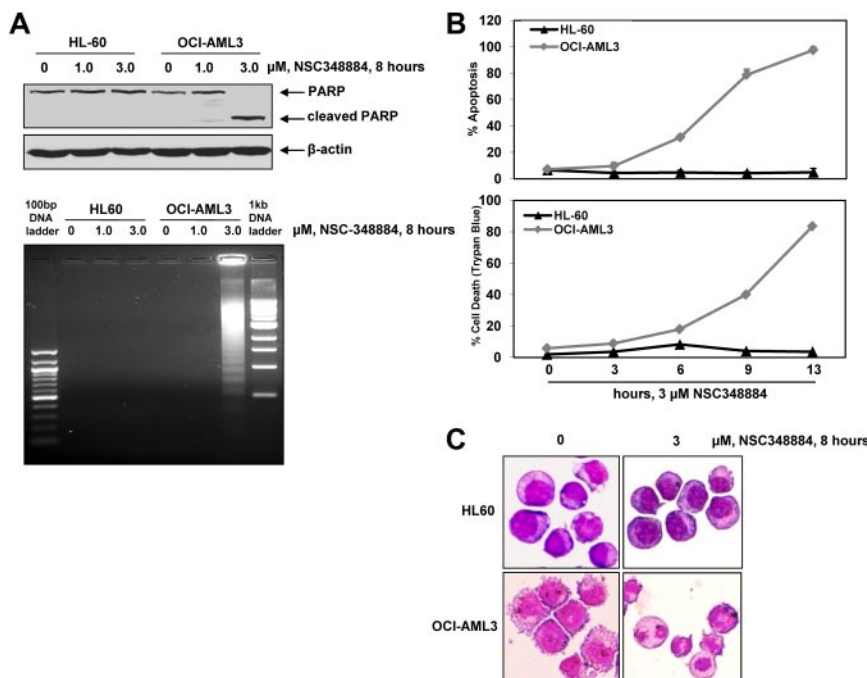 A
HL-60 OCI-AML3
0 1.0 3.0 0 1.0 3.0 µM, NSC348884, 8 hours
PARP
cleaved PARP
β-actin
100bp DNA ladder
HL60 OCI-AML3
1kb DNA ladder
0 1.0 3.0 0 1.0 3.0 µM, NSC-348884, 8 hours
B
% Apoptosis
100
80
60
40
20
0
HL-60
OCI-AML3
% Cell Death (Trypan Blue)
100
80
60
40
20
0
HL-60
OCI-AML3
0 3 6 9 13
hours, 3 µM NSC348884
C
0 3 µM, NSC348884, 8 hours
HL60
OCI-AML3